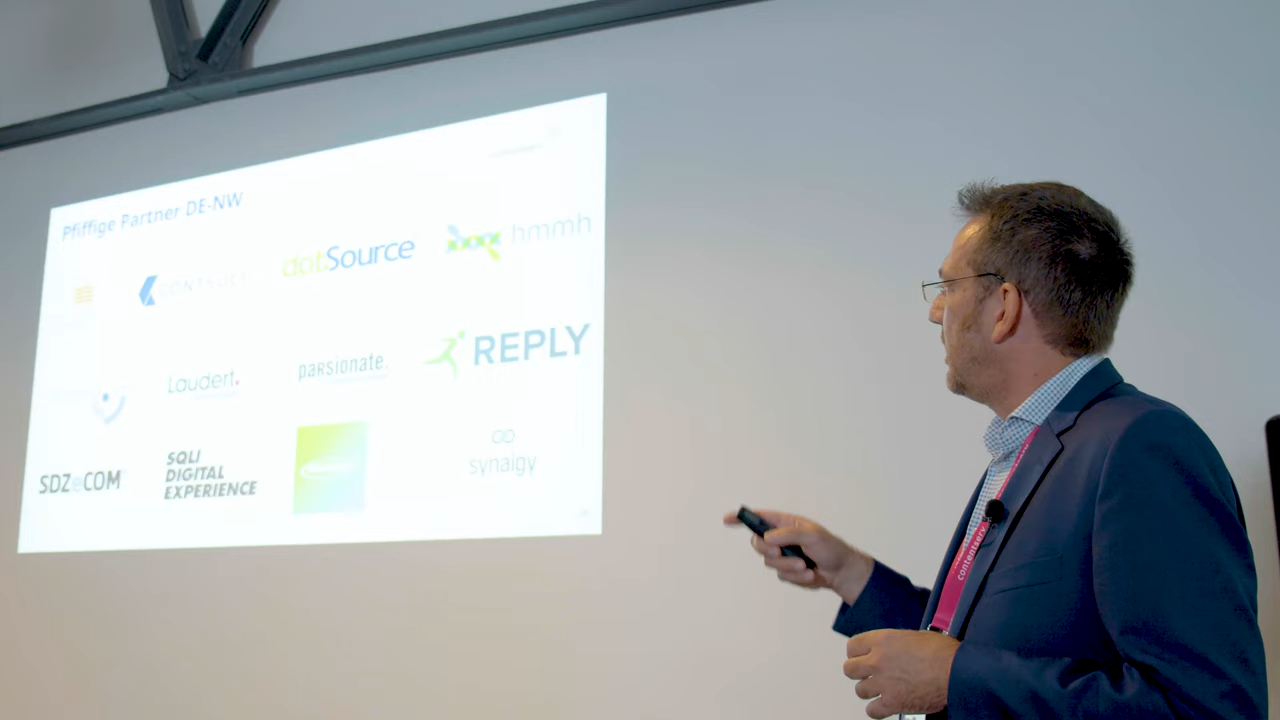 Pfiffige Partner DE-NW
dotSource
hmmh
Laudert.
parsionate.
REPLY
SDZeCOM
SQLI
DIGITAL
EXPERIENCE
synaigy
contentserv